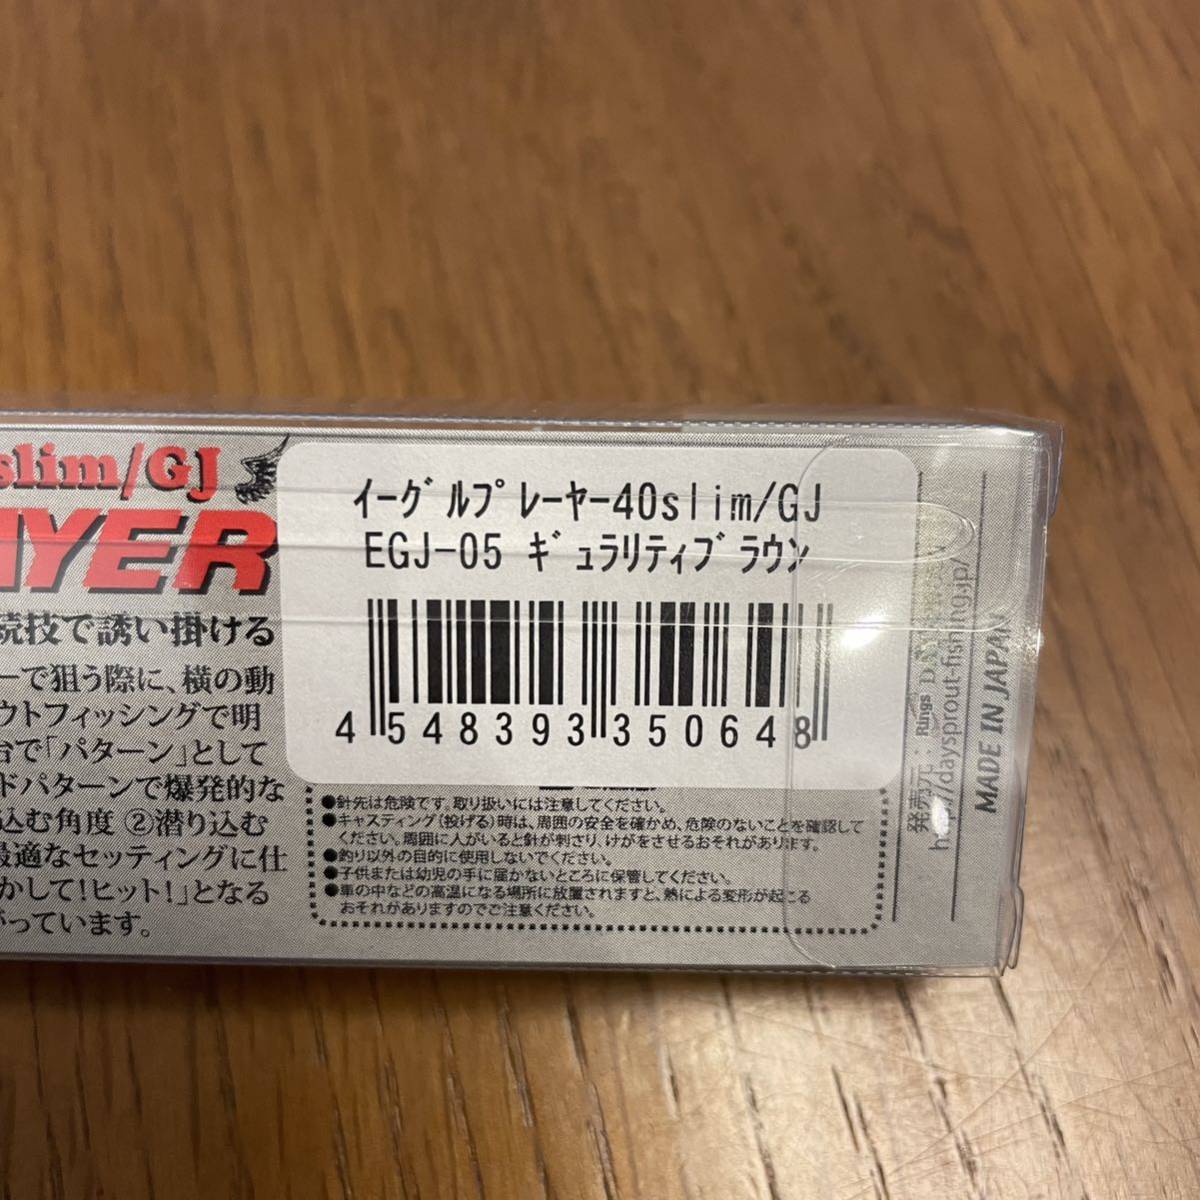 slim/GJ
AYER
続技で誘い掛ける
ーで狙う際に、横の動
ウトフィッシングで明
台で「パターン」として
ドパターンで爆発的な
込む角度 ②潜り込む
最適なセッティングに仕
かして!ヒット!」となる
がっています。
イーグルプレーヤー40slim/GJ
EGJ-05 ギュラリティブラウン
4 548393 350648
●針先は危険です。取り扱いには注意してください。
●キャスティング(投げる)時は、周囲の安全を確かめ、危険のないことを確認して
ください。周囲に人がいると針が刺さり、けがをさせるおそれがあります。
●釣り以外の目的に使用しないでください。
●子供または幼児の手に届かないところに保管してください。
●車の中などの高温になる場所に放置されますと、熱による変形が起こる
おそれがありますのでご注意ください。
発売元:Rings
http://daysprout-fishing.jp/
MADE IN JAPAN